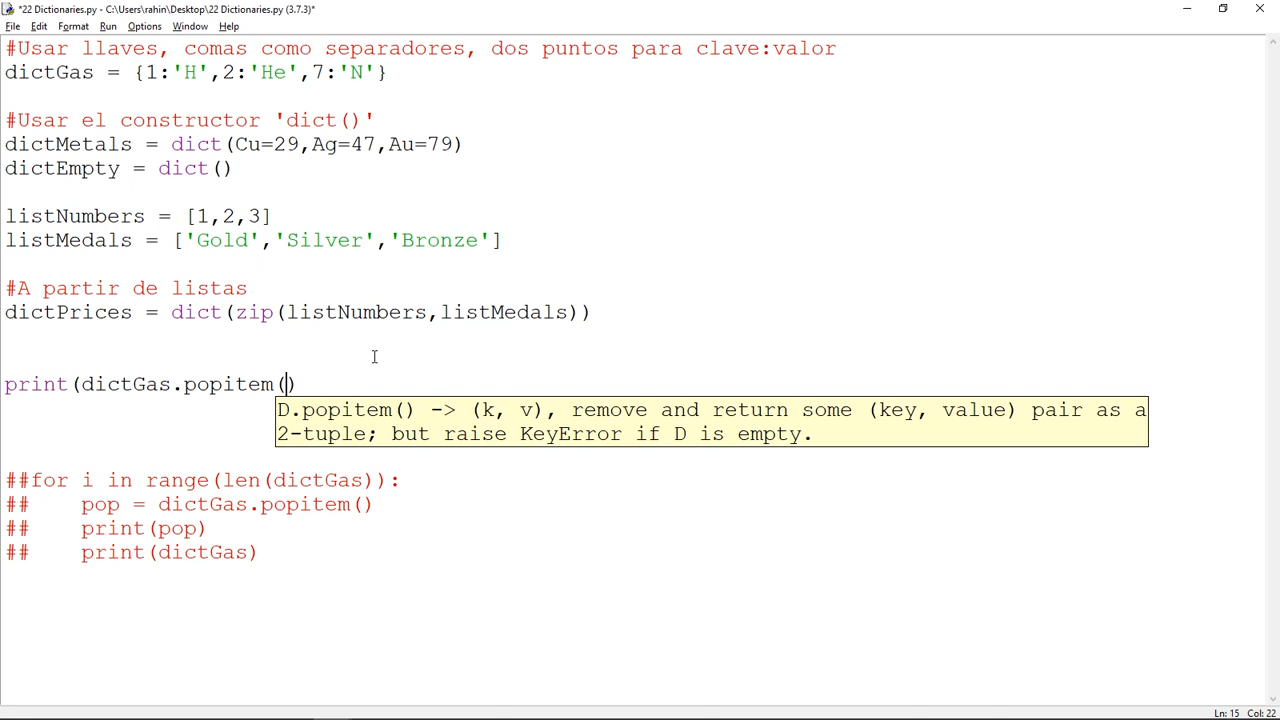 *22 Dictionaries.py - C:\Users\rahin\Desktop\22 Dictionaries.py (3.7.3)*
File Edit Format Run Options Window Help
#Usar llaves, comas como separadores, dos puntos para clave:valor
dictGas = {1:'H',2:'He',7:'N'}
#Usar el constructor 'dict()'
dictMetals = dict(Cu=29,Ag=47,Au=79)
dictEmpty = dict()
listNumbers = [1,2,3]
listMedals = ['Gold','Silver','Bronze']
#A partir de listas
dictPrices = dict(zip(listNumbers,listMedals))
print(dictGas.popitem()
D.popitem() -> (k, v), remove and return some (key, value) pair as a
2-tuple; but raise KeyError if D is empty.
##for i in range(len(dictGas)):
##    pop = dictGas.popitem()
##    print(pop)
##    print(dictGas)
Ln: 15 Col: 22